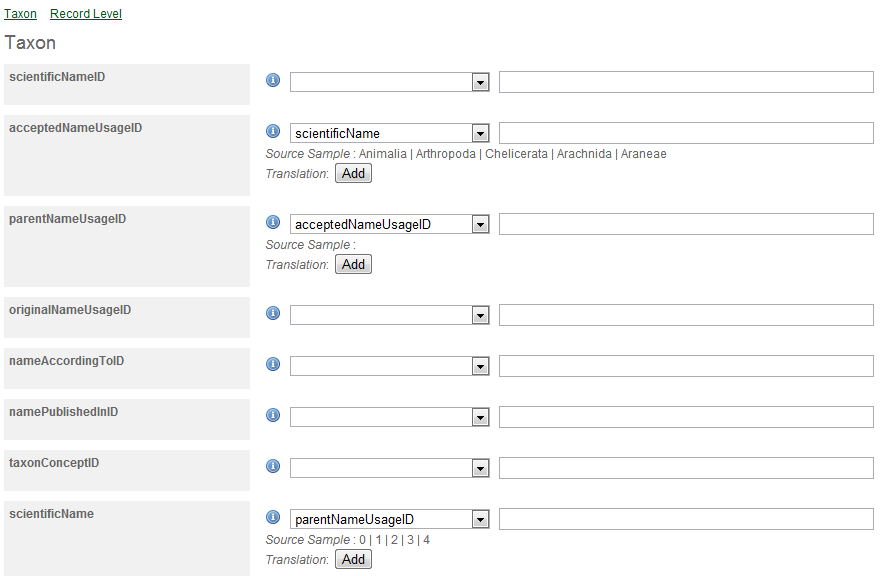 Taxon Record Level
Taxon
scientificNameID
acceptedNameUsageID scientificName
Source Sample : Animalia | Arthropoda | Chelicerata | Arachnida | Araneae
Translation: Add
parentNameUsageID acceptedNameUsageID
Source Sample :
Translation: Add
originalNameUsageID
nameAccordingToID
namePublishedInID
taxonConceptID
scientificName parentNameUsageID
Source Sample : 0 | 1 | 2 | 3 | 4
Translation: Add